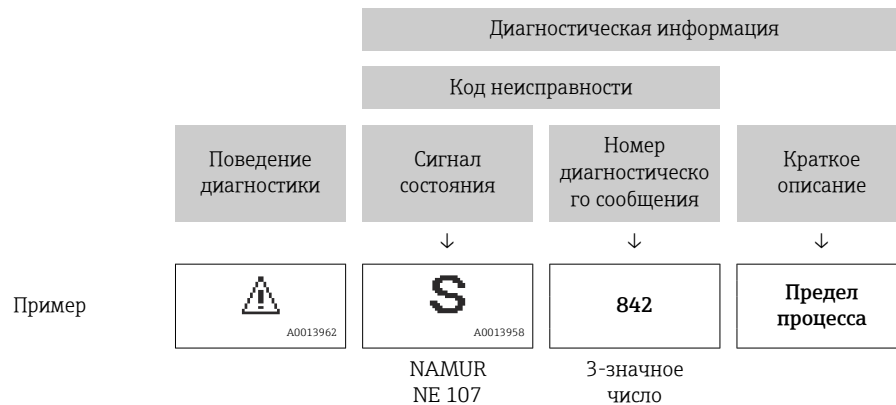 Диагностическая информация
Код неисправности
Поведение диагностики
Сигнал состояния
Номер диагностическо го сообщения
Краткое описание
↓ ↓ ↓
Пример
A0013962
S
A0013958
842
Предел процесса
NAMUR NE 107
3-значное число